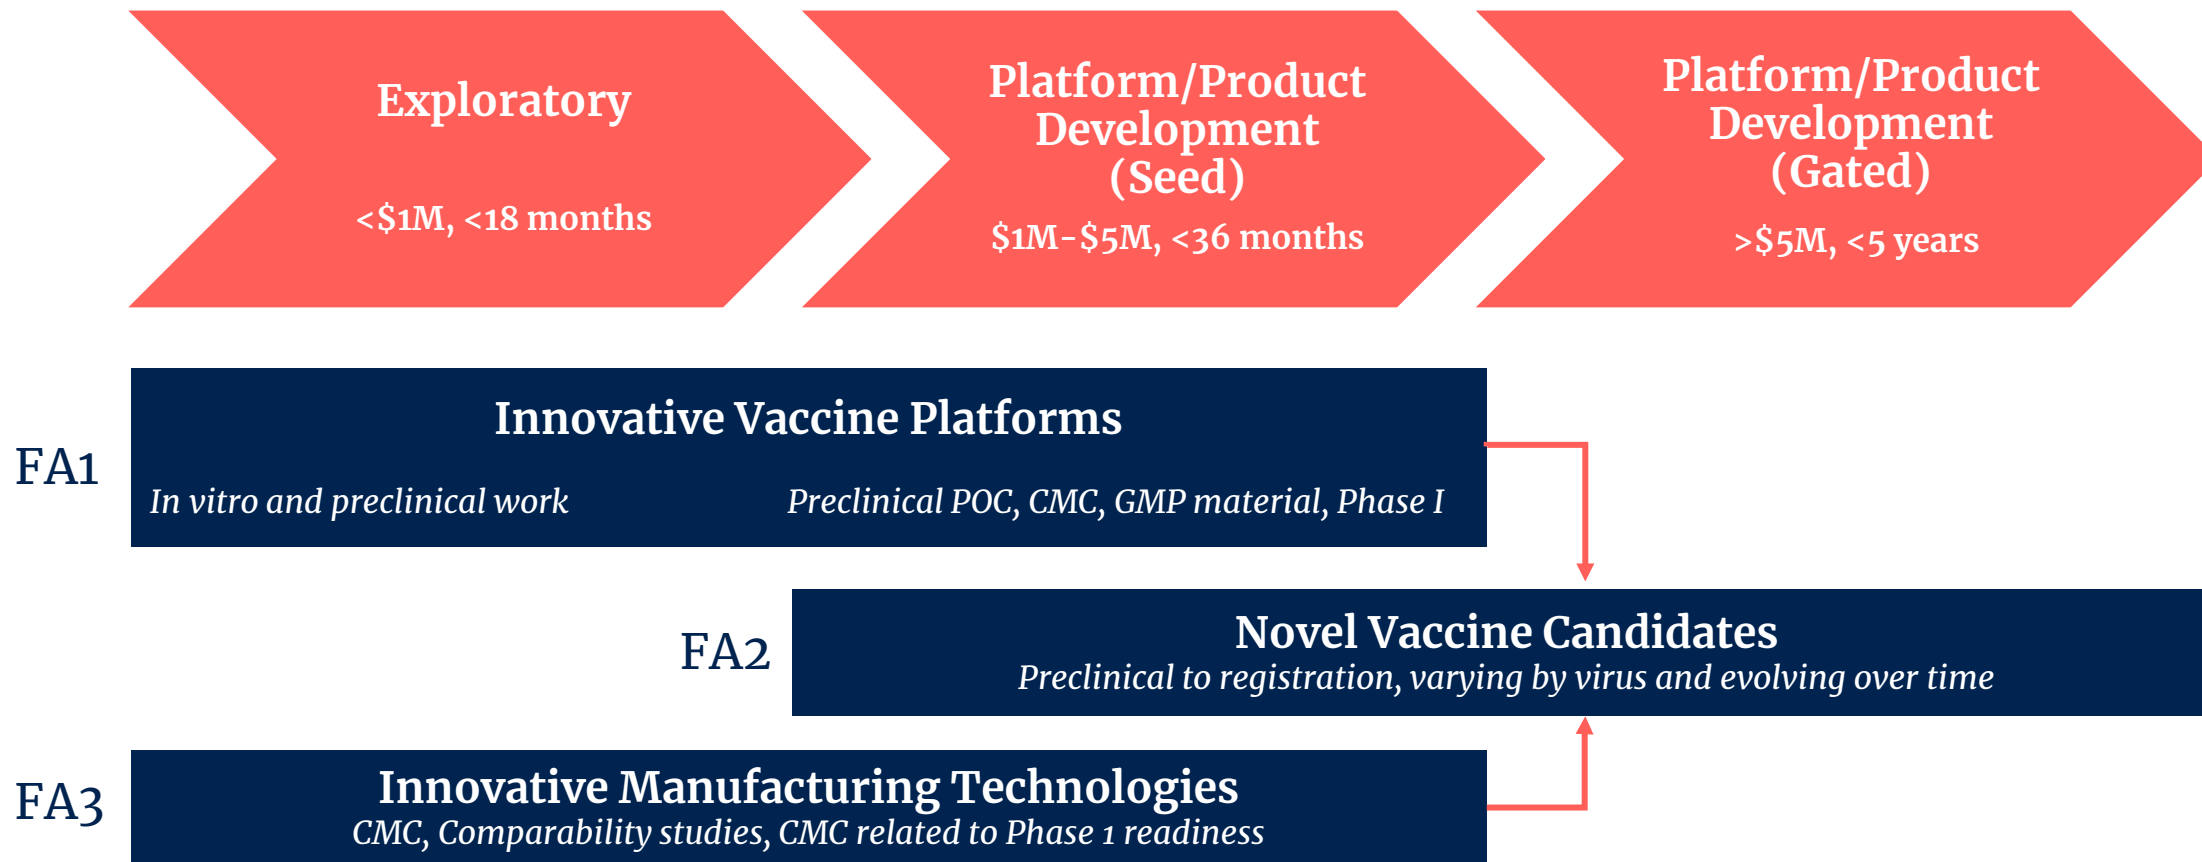 Exploratory
<$1M, <18 months
Platform/Product
Development
(Seed)
$1M-$5M, <36 months
Platform/Product
Development
(Gated)
>$5M, <5 years
FA1
Innovative Vaccine Platforms
In vitro and preclinical work
Preclinical POC, CMC, GMP material, Phase I
FA2
Novel Vaccine Candidates
Preclinical to registration, varying by virus and evolving over time
FA3
Innovative Manufacturing Technologies
CMC, Comparability studies, CMC related to Phase 1 readiness